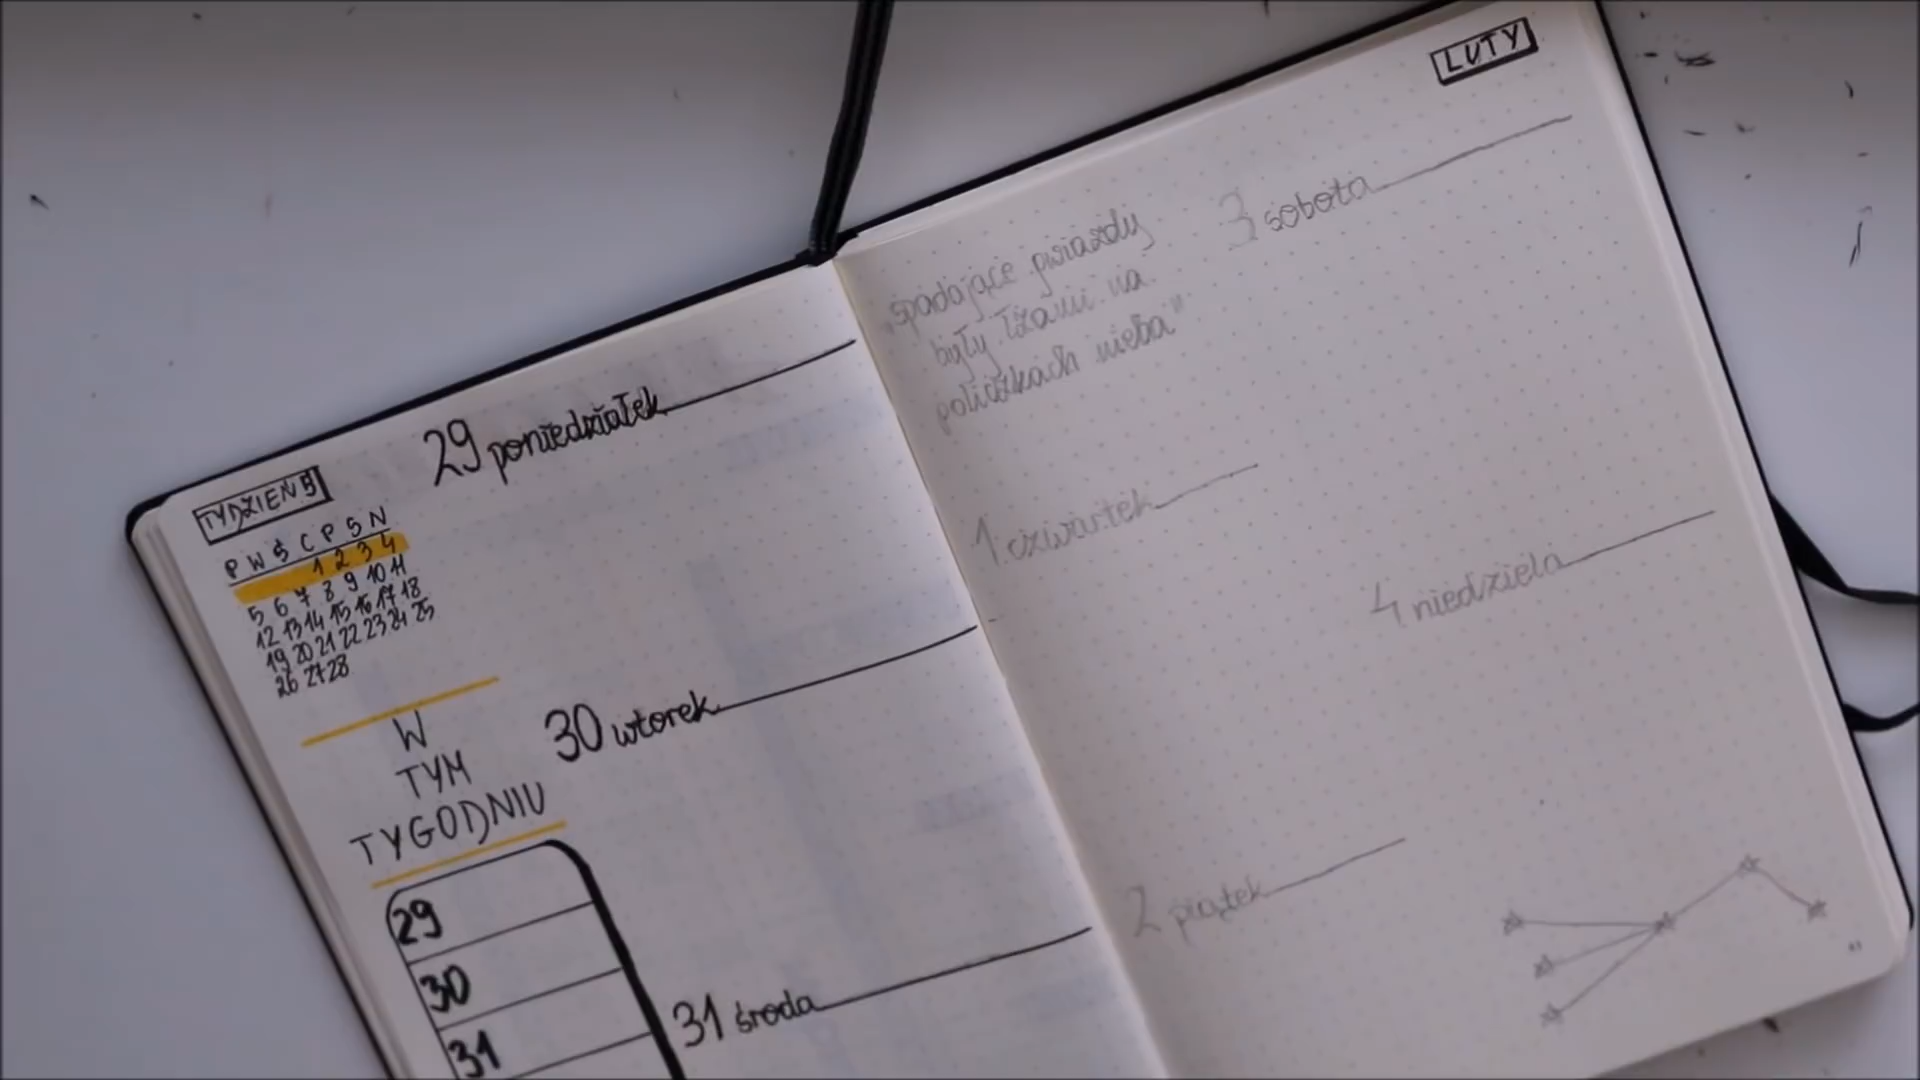 TYDZIEŃ 5
P W Ś C P S N
1 2 3 4
5 6 7 8 9 10 11
12 13 14 15 16 17 18
19 20 21 22 23 24 25
26 27 28
W
TYM
TYGODNIU
29
30
31
29 poniedziałek
30 wtorek
31 środa
LUTY
„spadające gwiazdy
były łzami na
policzkach nieba"
1 czwartek
2 piątek
3 sobota
4 niedziela